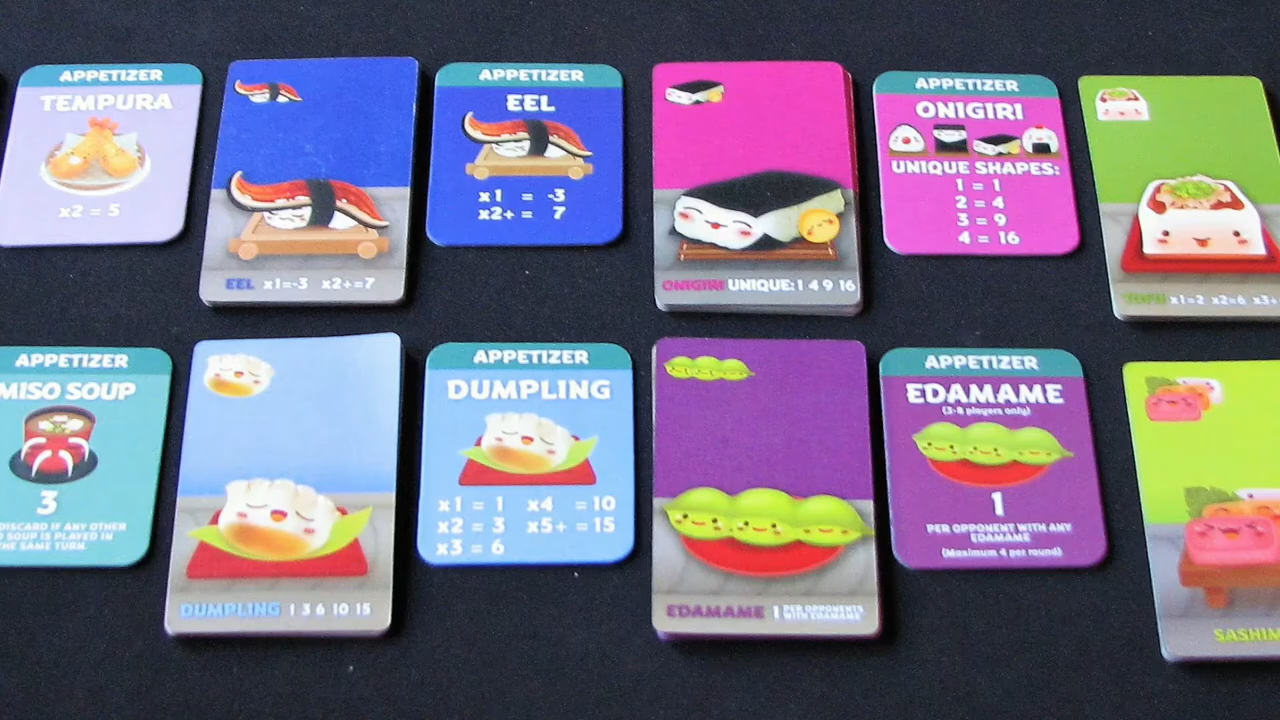 APPETIZER
TEMPURA
x2 = 5
EEL x1=-3 x2+=7
APPETIZER
EEL
x1 = -3
x2+ = 7
ONIGIRI UNIQUE: 1 4 9 16
APPETIZER
ONIGIRI
UNIQUE SHAPES:
1 = 1
2 = 4
3 = 9
4 = 16
TOFU x1=2 x2=6 x3+
APPETIZER
MISO SOUP
3
DISCARD IF ANY OTHER
SOUP IS PLAYED IN
THE SAME TURN.
DUMPLING 1 3 6 10 15
APPETIZER
DUMPLING
x1 = 1 x4 = 10
x2 = 3 x5+ = 15
x3 = 6
EDAMAME 1 PER OPPONENTS
WITH EDAMAME
APPETIZER
EDAMAME
(3-8 players only)
1
PER OPPONENT WITH ANY
EDAMAME
(Maximum 4 per round)
SASHIM